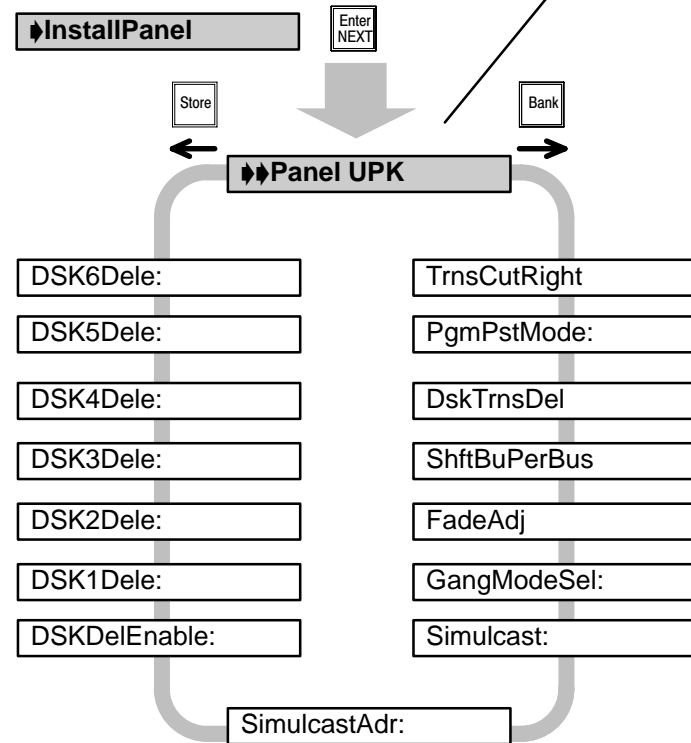 InstallPanel
Enter
NEXT
Store
Bank
Panel UPK
DSK6Dele:
TrnsCutRight
DSK5Dele:
PgmPstMode:
DSK4Dele:
DskTrnsDel
DSK3Dele:
ShftBuPerBus
DSK2Dele:
FadeAdj
DSK1Dele:
GangModeSel:
DSKDelEnable:
Simulcast:
SimulcastAdr: